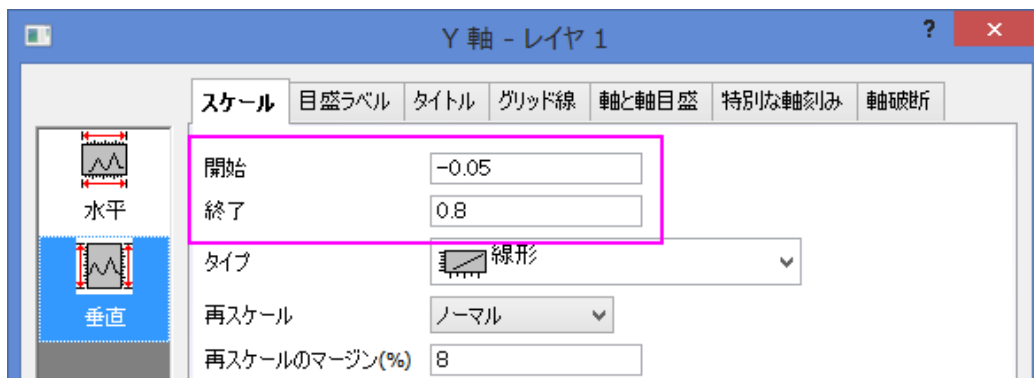 Y 軸 - レイヤ 1 ? ×
スケール 目盛ラベル タイトル グリッド線 軸と軸目盛 特別な軸刻み 軸破断
開始 -0.05
水平 終了 0.8
タイプ 線形
垂直 再スケール ノーマル
再スケールのマージン(%) 8